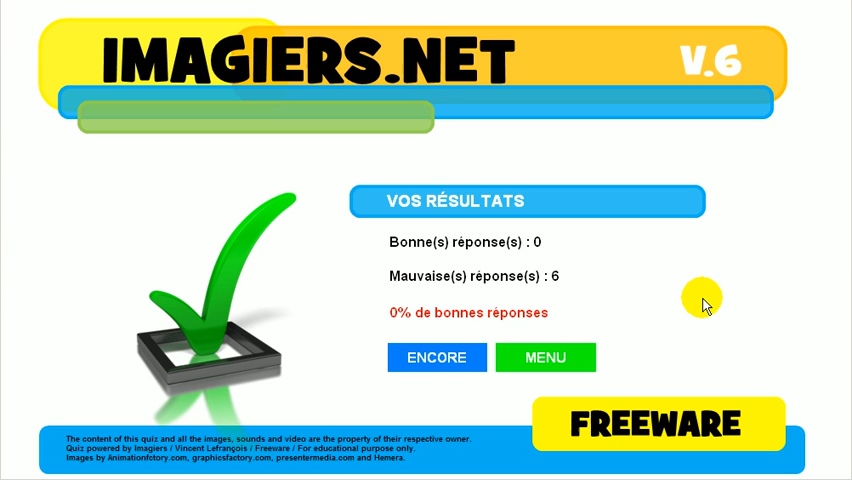 IMAGIERS.NET
V.6
VOS RÉSULTATS
Bonne(s) réponse(s) : 0
Mauvaise(s) réponse(s) : 6
0% de bonnes réponses
ENCORE
MENU
FREEWARE
The content of this quiz and all the images, sounds and video are the property of their respective owner.
Quiz powered by Imagiers / Vincent Lefrançois / Freeware / For educational purpose only.
Images by Animationfctory.com, graphicsfactory.com, presentermedia.com and Hemera.